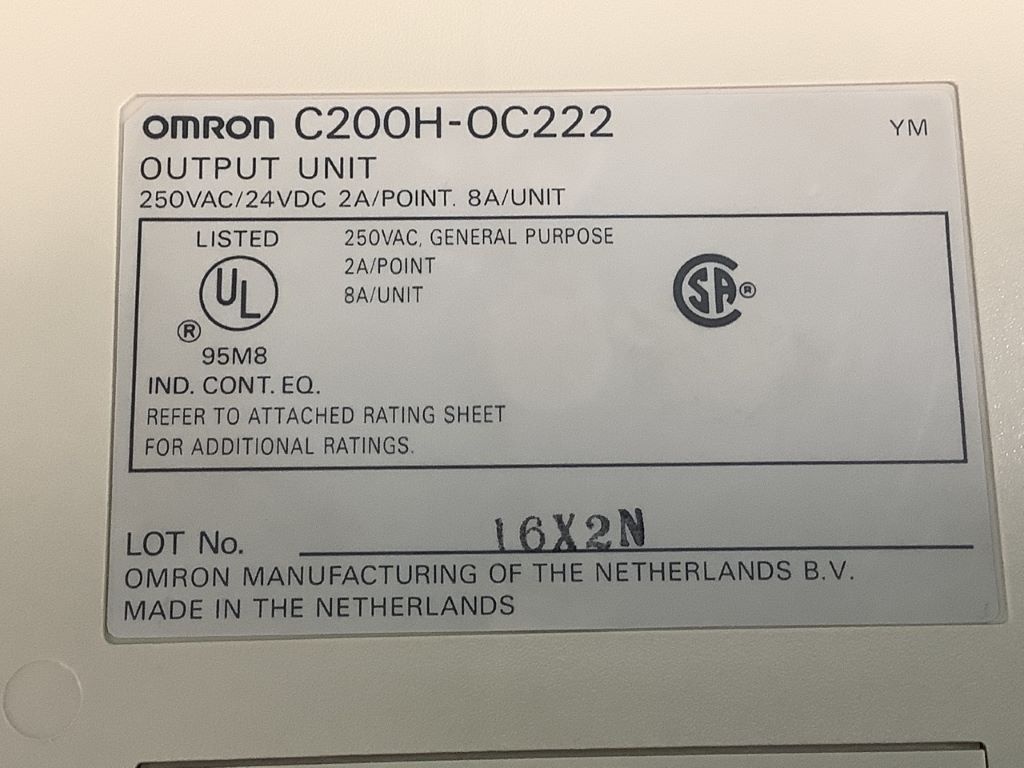 OMRON C200H-OC222 YM
OUTPUT UNIT
250VAC/24VDC 2A/POINT. 8A/UNIT
LISTED 250VAC, GENERAL PURPOSE
UL 2A/POINT
8A/UNIT
SA ®
®
95M8
IND. CONT. EQ.
REFER TO ATTACHED RATING SHEET
FOR ADDITIONAL RATINGS.
LOT No. 16X2N
OMRON MANUFACTURING OF THE NETHERLANDS B.V.
MADE IN THE NETHERLANDS